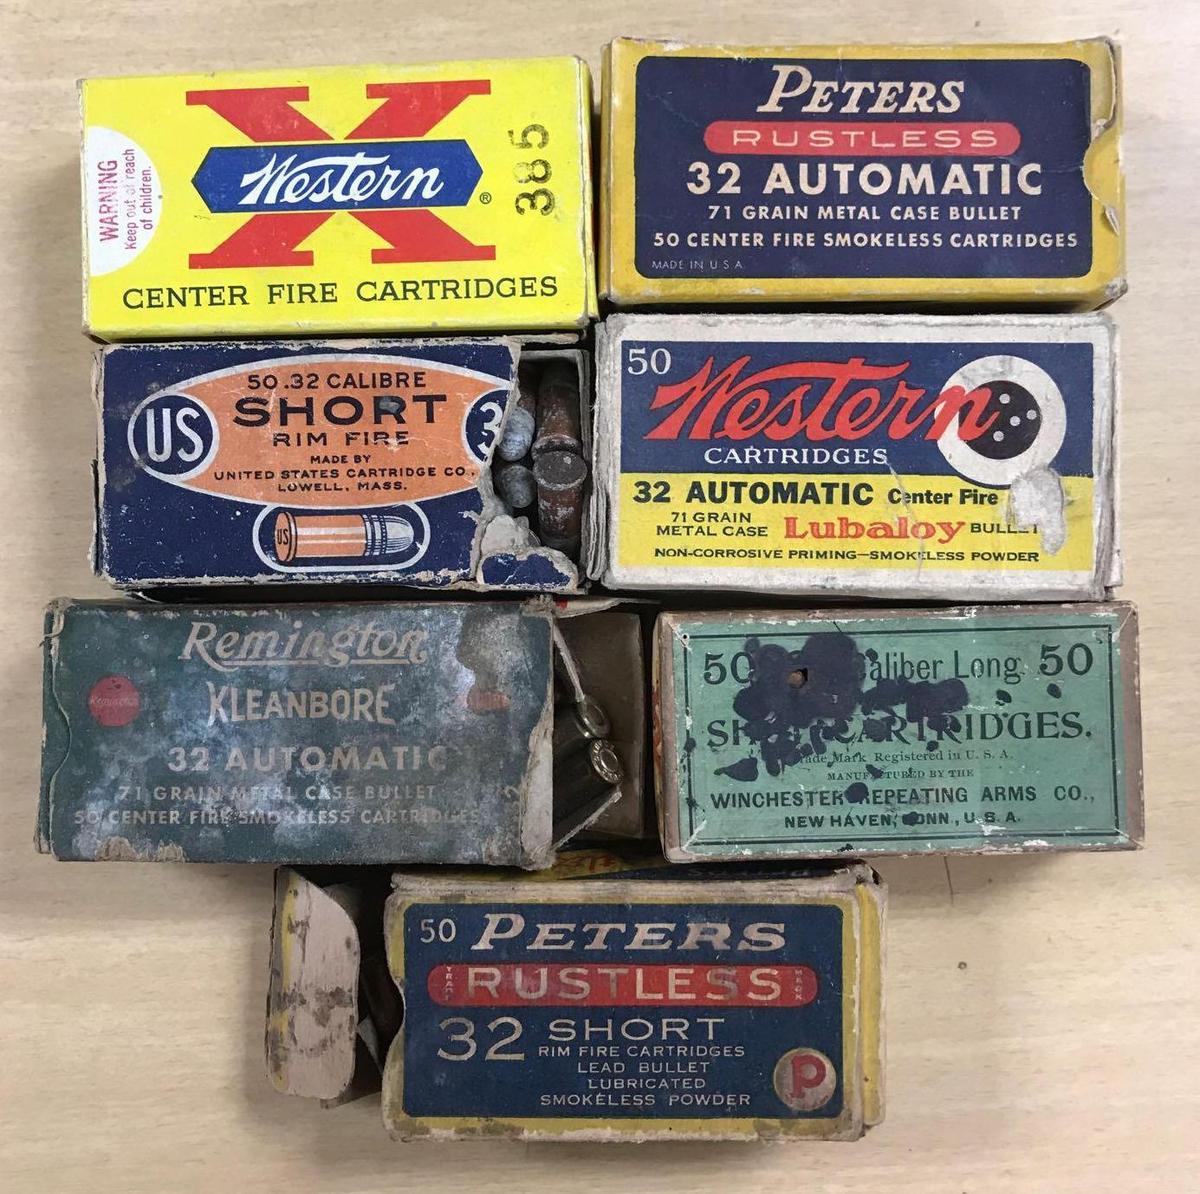 WARNING
Keep out of reach
of children.
Western
®
385
CENTER FIRE CARTRIDGES
PETERS
RUSTLESS
32 AUTOMATIC
71 GRAIN METAL CASE BULLET
50 CENTER FIRE SMOKELESS CARTRIDGES
MADE IN U.S.A.
US
50 .32 CALIBRE
SHORT
RIM FIRE
MADE BY
UNITED STATES CARTRIDGE CO.,
LOWELL, MASS.
3
US
50
Western
CARTRIDGES
32 AUTOMATIC Center Fire
71 GRAIN
METAL CASE Lubaloy BULLET
NON-CORROSIVE PRIMING—SMOKELESS POWDER
Remington
KLEANBORE
Remington
32 AUTOMATIC
71 GRAIN METAL CASE BULLET
50 CENTER FIRE SMOKELESS CARTRIDGES
50 Long 50
CARTRIDGES.
Mark Registered in U.S.A.
MANUFACTURED BY THE
WINCHESTER REPEATING ARMS CO.,
NEW HAVEN, CONN., U.S.A.
50 PETERS
TRADE RUSTLESS MARK
32 SHORT
RIM FIRE CARTRIDGES
LEAD BULLET
LUBRICATED
SMOKELESS POWDER
P